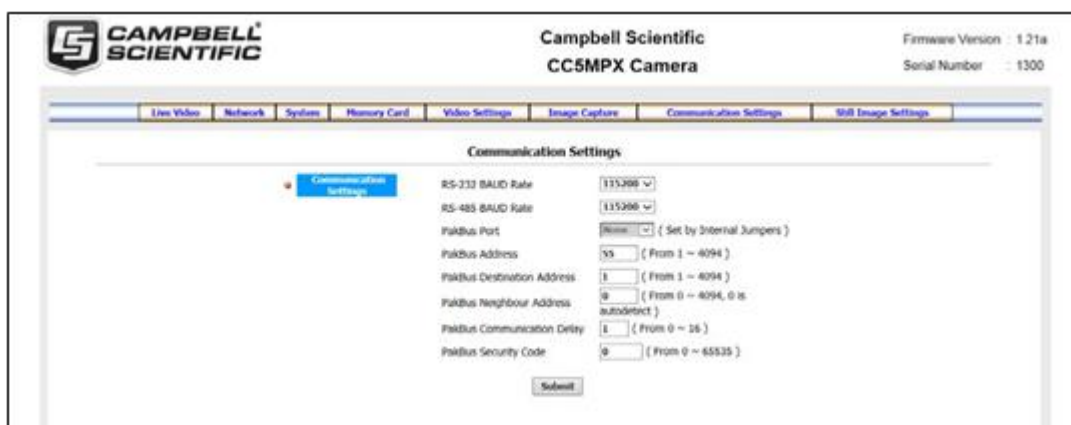 CAMPBELL SCIENTIFIC
Campbell Scientific
CC5MPX Camera
Firmware Version : 1.21a
Serial Number : 1300
Live Video Network System Memory Card Video Settings Image Capture Communication Settings Still Image Settings
Communication Settings
Communication Settings
RS-232 BAUD Rate 115200
RS-485 BAUD Rate 115200
PakBus Port None ( Set by Internal Jumpers )
PakBus Address 55 ( From 1 ~ 4094 )
PakBus Destination Address 1 ( From 1 ~ 4094 )
PakBus Neighbour Address 0 ( From 0 ~ 4094, 0 is autodetect )
PakBus Communication Delay 1 ( From 0 ~ 16 )
PakBus Security Code 0 ( From 0 ~ 65535 )
Submit